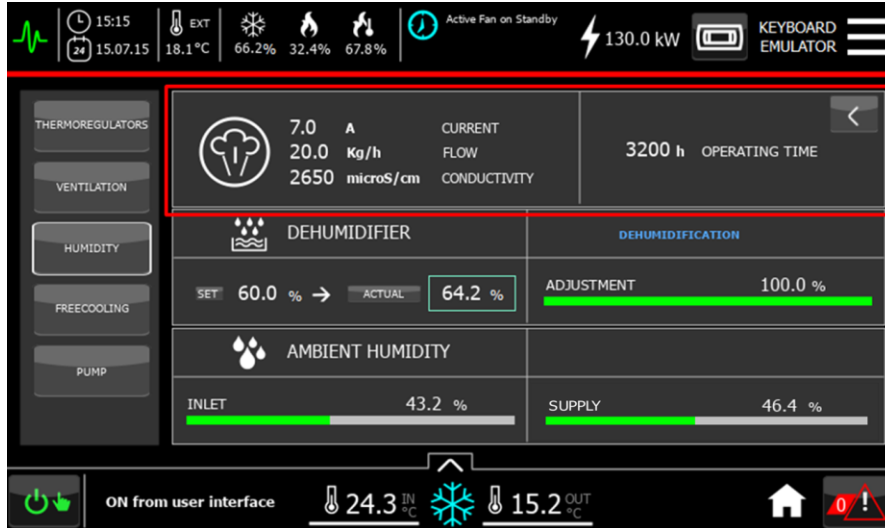 15:15
24 15.07.15
EXT
18.1°C
66.2% 32.4% 67.8%
Active Fan on Standby
130.0 kW
KEYBOARD
EMULATOR
THERMOREGULATORS
VENTILATION
HUMIDITY
FREECOOLING
PUMP
7.0 A CURRENT
20.0 Kg/h FLOW
2650 microS/cm CONDUCTIVITY
3200 h OPERATING TIME
DEHUMIDIFIER
DEHUMIDIFICATION
SET 60.0 % → ACTUAL 64.2 %
ADJUSTMENT 100.0 %
AMBIENT HUMIDITY
INLET 43.2 %
SUPPLY 46.4 %
ON from user interface
24.3 IN °C
15.2 OUT °C
0 !